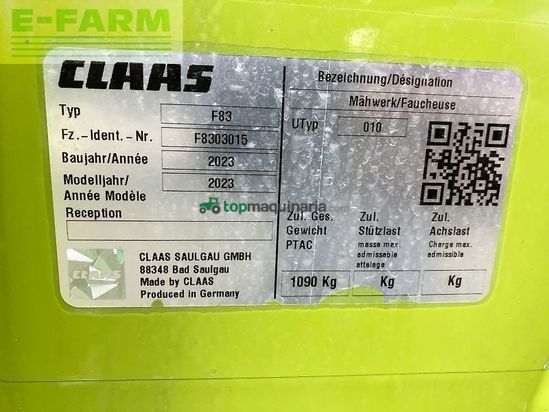 E-FARM
CLAAS
Typ F83
Fz.-Ident.-Nr. F8303015
Baujahr/Année 2023
Modelljahr/ 2023
Année Modèle
Reception
topmaquinaria.com
CLAAS
CLAAS SAULGAU GMBH
88348 Bad Saulgau
Made by CLAAS
Produced in Germany
Bezeichnung/Désignation
Mähwerk/Faucheuse
UTyp 010
Zul. Ges. Zul. Zul.
Gewicht Stützlast Achslast
PTAC masse max. Charge max.
admissible admissible
attelage
1090 Kg Kg Kg